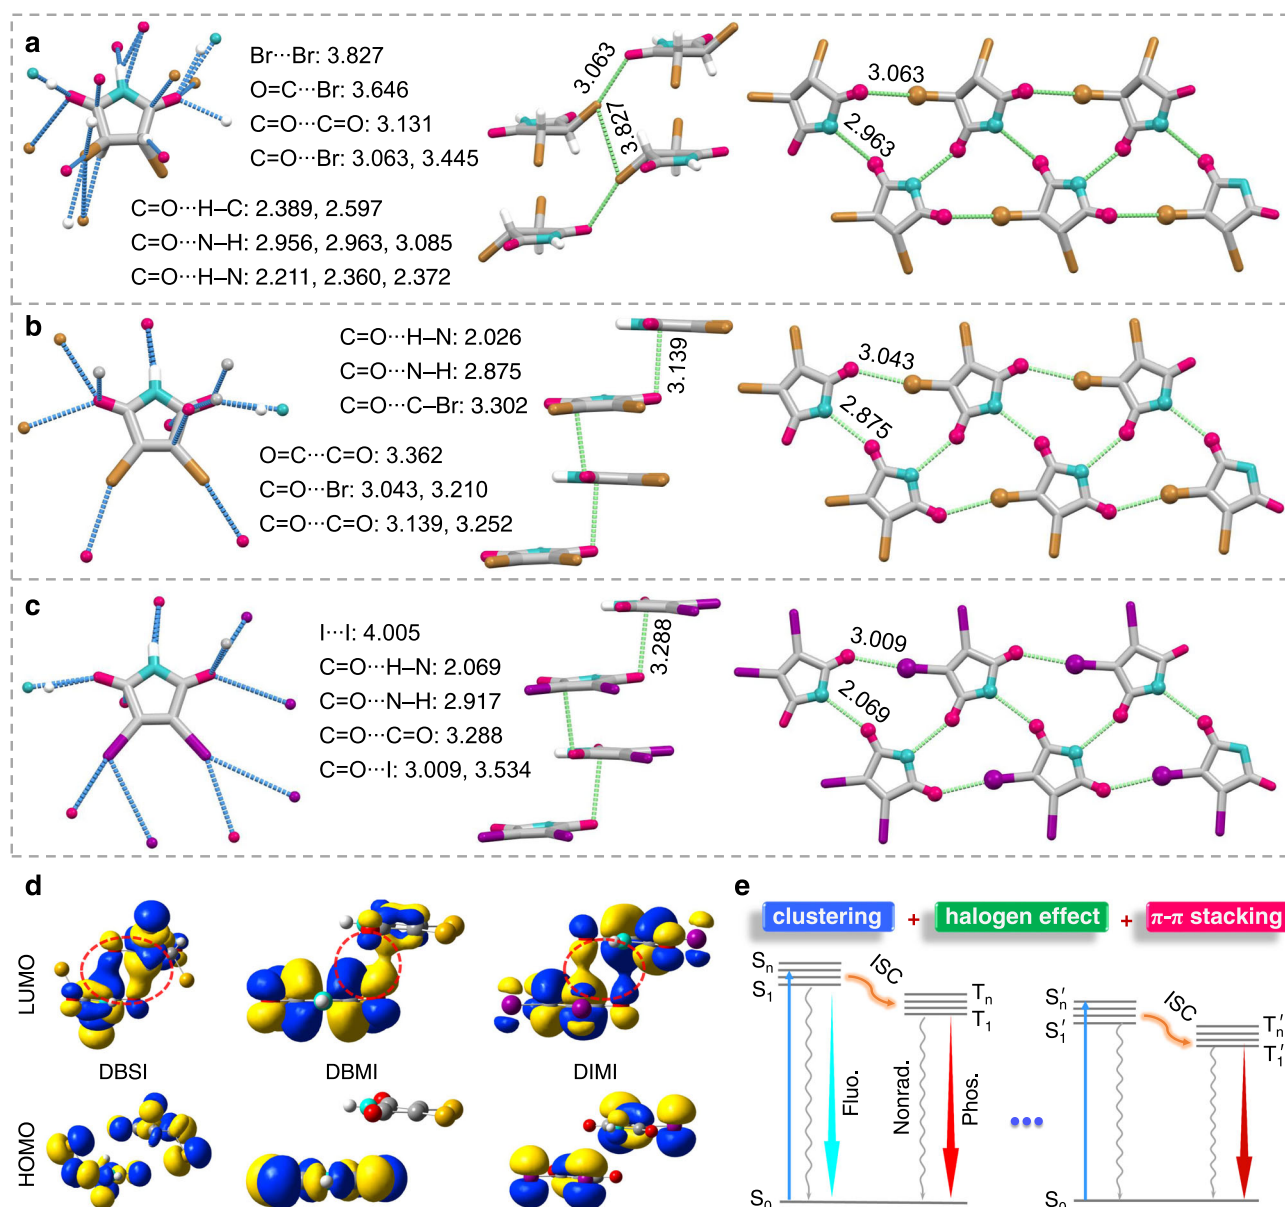 a
Br···Br: 3.827
O=C···Br: 3.646
C=O···C=O: 3.131
C=O···Br: 3.063, 3.445
C=O···H–C: 2.389, 2.597
C=O···N–H: 2.956, 2.963, 3.085
C=O···H–N: 2.211, 2.360, 2.372
3.063
3.827
3.063
2.963
b
C=O···H–N: 2.026
C=O···N–H: 2.875
C=O···C–Br: 3.302
O=C···C=O: 3.362
C=O···Br: 3.043, 3.210
C=O···C=O: 3.139, 3.252
3.139
3.043
2.875
c
I···I: 4.005
C=O···H–N: 2.069
C=O···N–H: 2.917
C=O···C=O: 3.288
C=O···I: 3.009, 3.534
3.288
3.009
2.069
d
LUMO
DBSI
DBMI
DIMI
HOMO
e
clustering + halogen effect + π-π stacking
Sn
S1
ISC
Tn
T1
Fluo.
Nonrad.
Phos.
S0
S′n
S′1
ISC
T′n
T′1
S0